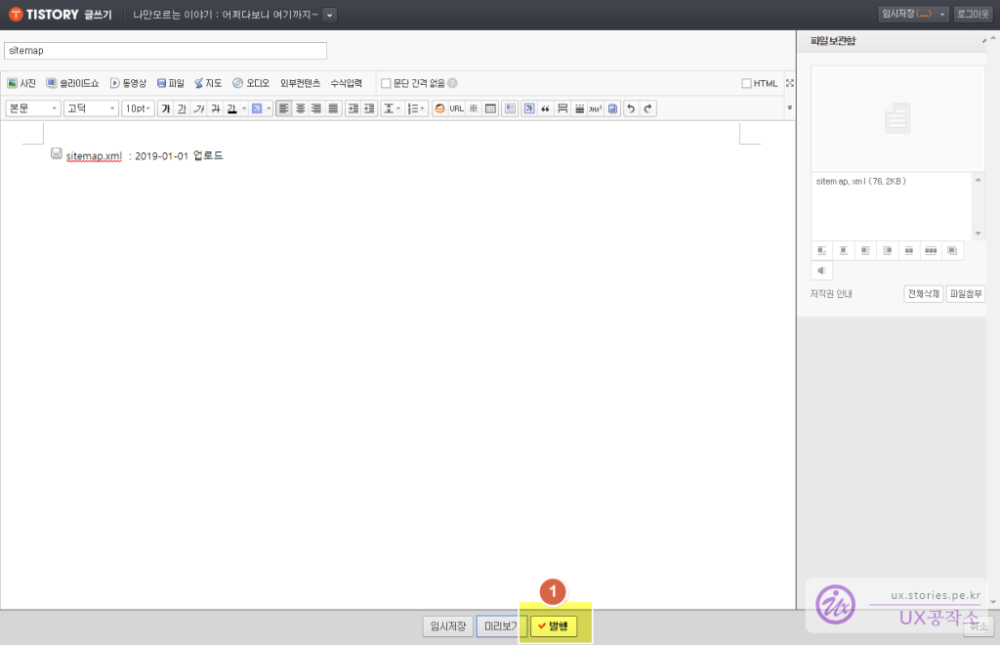 TISTORY 글쓰기 나만모르는 이야기 : 어쩌다보니 여기까지~ 임시저장(...) 로그아웃
sitemap
파일보관함
사진 슬라이드쇼 동영상 파일 지도 오디오 외부컨텐츠 수식입력 문단 간격 없음 HTML
본문 고딕 10pt 가 가 가 가 가 URL
sitemap.xml : 2019-01-01 업로드
sitemap.xml (76.2KB)
저작권 안내 전체삭제 파일첨부
1
임시저장 미리보기 발행 취소
ux.stories.pe.kr
UX공작소
Ux